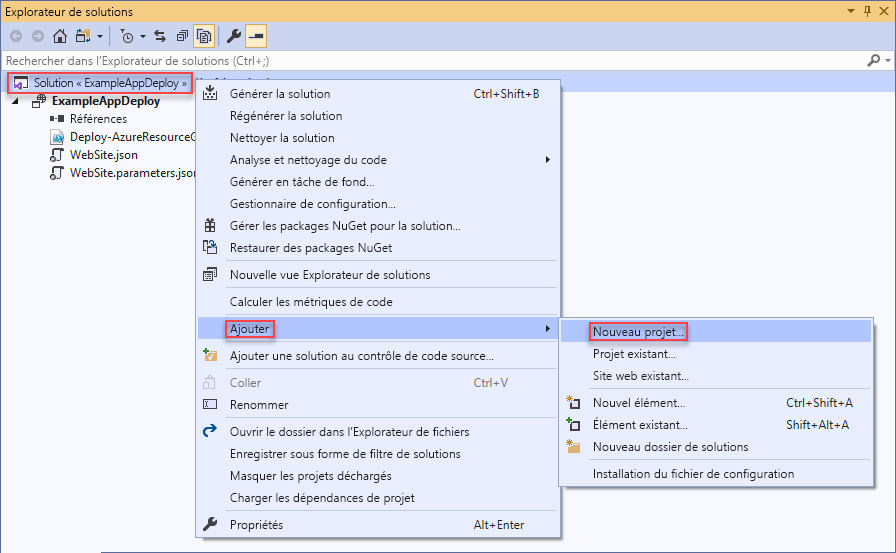 Explorateur de solutions
Rechercher dans l'Explorateur de solutions (Ctrl+;)
Solution « ExampleAppDeploy »
ExampleAppDeploy
Références
Deploy-AzureResourceG
WebSite.json
WebSite.parameters.json
Générer la solution Ctrl+Shift+B
Régénérer la solution
Nettoyer la solution
Analyse et nettoyage du code
Générer en tâche de fond...
Gestionnaire de configuration...
Gérer les packages NuGet pour la solution...
Restaurer des packages NuGet
Nouvelle vue Explorateur de solutions
Calculer les métriques de code
Ajouter
Ajouter une solution au contrôle de code source...
Coller Ctrl+V
Renommer
Ouvrir le dossier dans l'Explorateur de fichiers
Enregistrer sous forme de filtre de solutions
Masquer les projets déchargés
Charger les dépendances de projet
Propriétés Alt+Enter
Nouveau projet...
Projet existant...
Site web existant...
Nouvel élément... Ctrl+Shift+A
Élément existant... Shift+Alt+A
Nouveau dossier de solutions
Installation du fichier de configuration